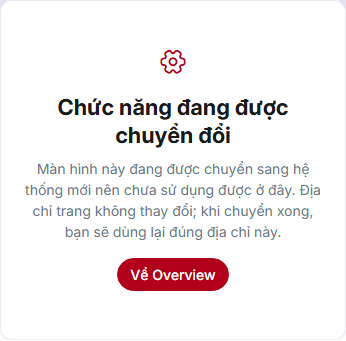 Chức năng đang được
chuyển đổi
Màn hình này đang được chuyển sang hệ
thống mới nên chưa sử dụng được ở đây. Địa
chỉ trang không thay đổi; khi chuyển xong,
bạn sẽ dùng lại đúng địa chỉ này.
Về Overview